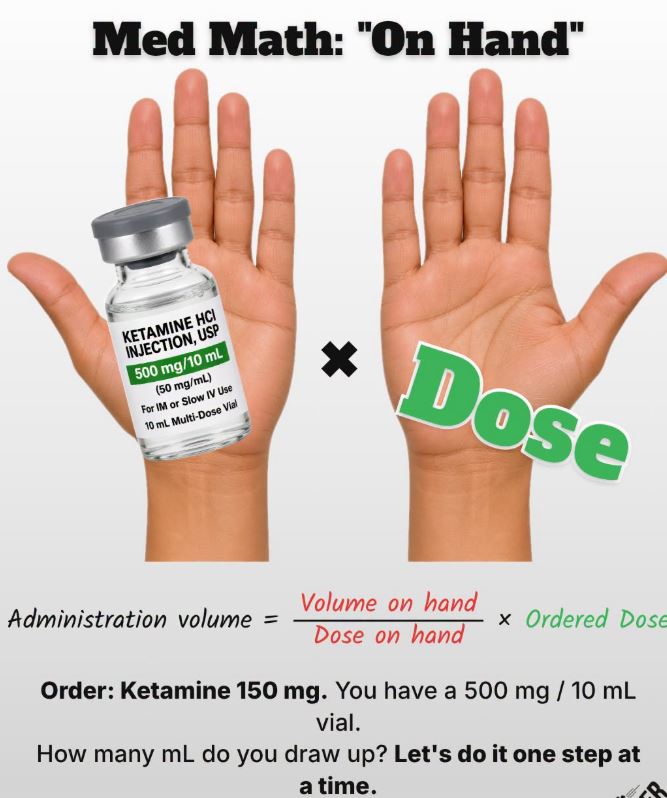 Med Math: "On Hand"
KETAMINE HCl
INJECTION, USP
500 mg/10 mL
(50 mg/mL)
For IM or Slow IV Use
10 mL Multi-Dose Vial
×
Dose
Administration volume = Volume on hand / Dose on hand × Ordered Dose
Order: Ketamine 150 mg. You have a 500 mg / 10 mL
vial.
How many mL do you draw up? Let's do it one step at
a time.